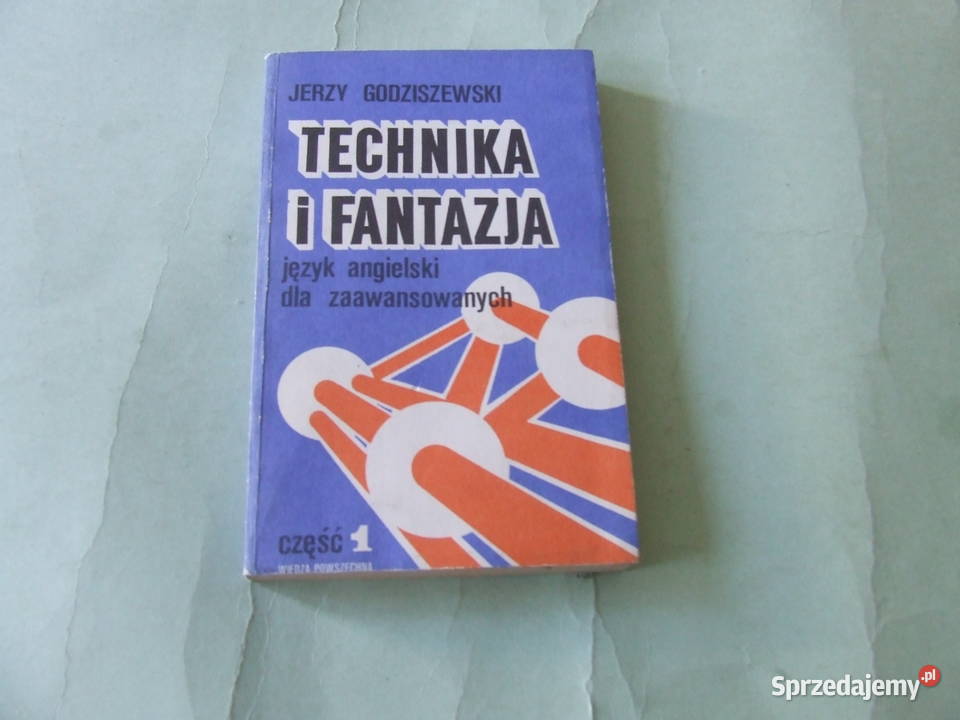 JERZY GODZISZEWSKI
TECHNIKA
i FANTAZJA
język angielski
dla zaawansowanych
część 1
WIEDZA POWSZECHNA
Sprzedajemy.pl